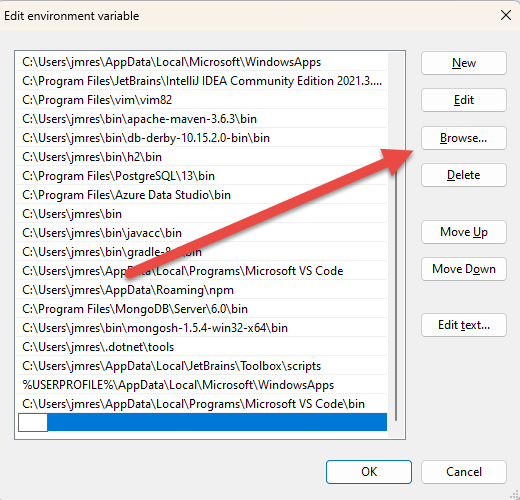 Edit environment variable
C:\Users\jmres\AppData\Local\Microsoft\WindowsApps
C:\Program Files\JetBrains\IntelliJ IDEA Community Edition 2021.3....
C:\Program Files\vim\vim82
C:\Users\jmres\bin\apache-maven-3.6.3\bin
C:\Users\jmres\bin\db-derby-10.15.2.0-bin\bin
C:\Users\jmres\bin\h2\bin
C:\Program Files\PostgreSQL\13\bin
C:\Program Files\Azure Data Studio\bin
C:\Users\jmres\bin
C:\Users\jmres\bin\javacc\bin
C:\Users\jmres\AppData\Local\Programs\Microsoft VS Code
C:\Users\jmres\AppData\Roaming\npm
C:\Program Files\MongoDB\Server\6.0\bin
C:\Users\jmres\bin\mongosh-1.5.4-win32-x64\bin
C:\Users\jmres\.dotnet\tools
C:\Users\jmres\AppData\Local\JetBrains\Toolbox\scripts
%USERPROFILE%\AppData\Local\Microsoft\WindowsApps
C:\Users\jmres\AppData\Local\Programs\Microsoft VS Code\bin
New
Edit
Browse...
Delete
Move Up
Move Down
Edit text...
OK
Cancel